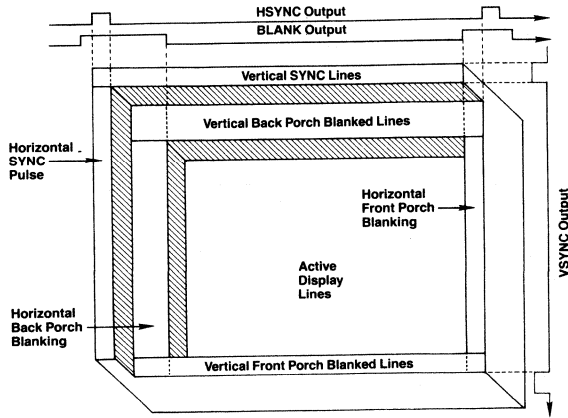 HSYNC Output
BLANK Output
Vertical SYNC Lines
Vertical Back Porch Blanked Lines
Horizontal
SYNC
Pulse
Horizontal
Front Porch
Blanking
VSYNC Output
Active
Display
Lines
Horizontal
Back Porch
Blanking
Vertical Front Porch Blanked Lines